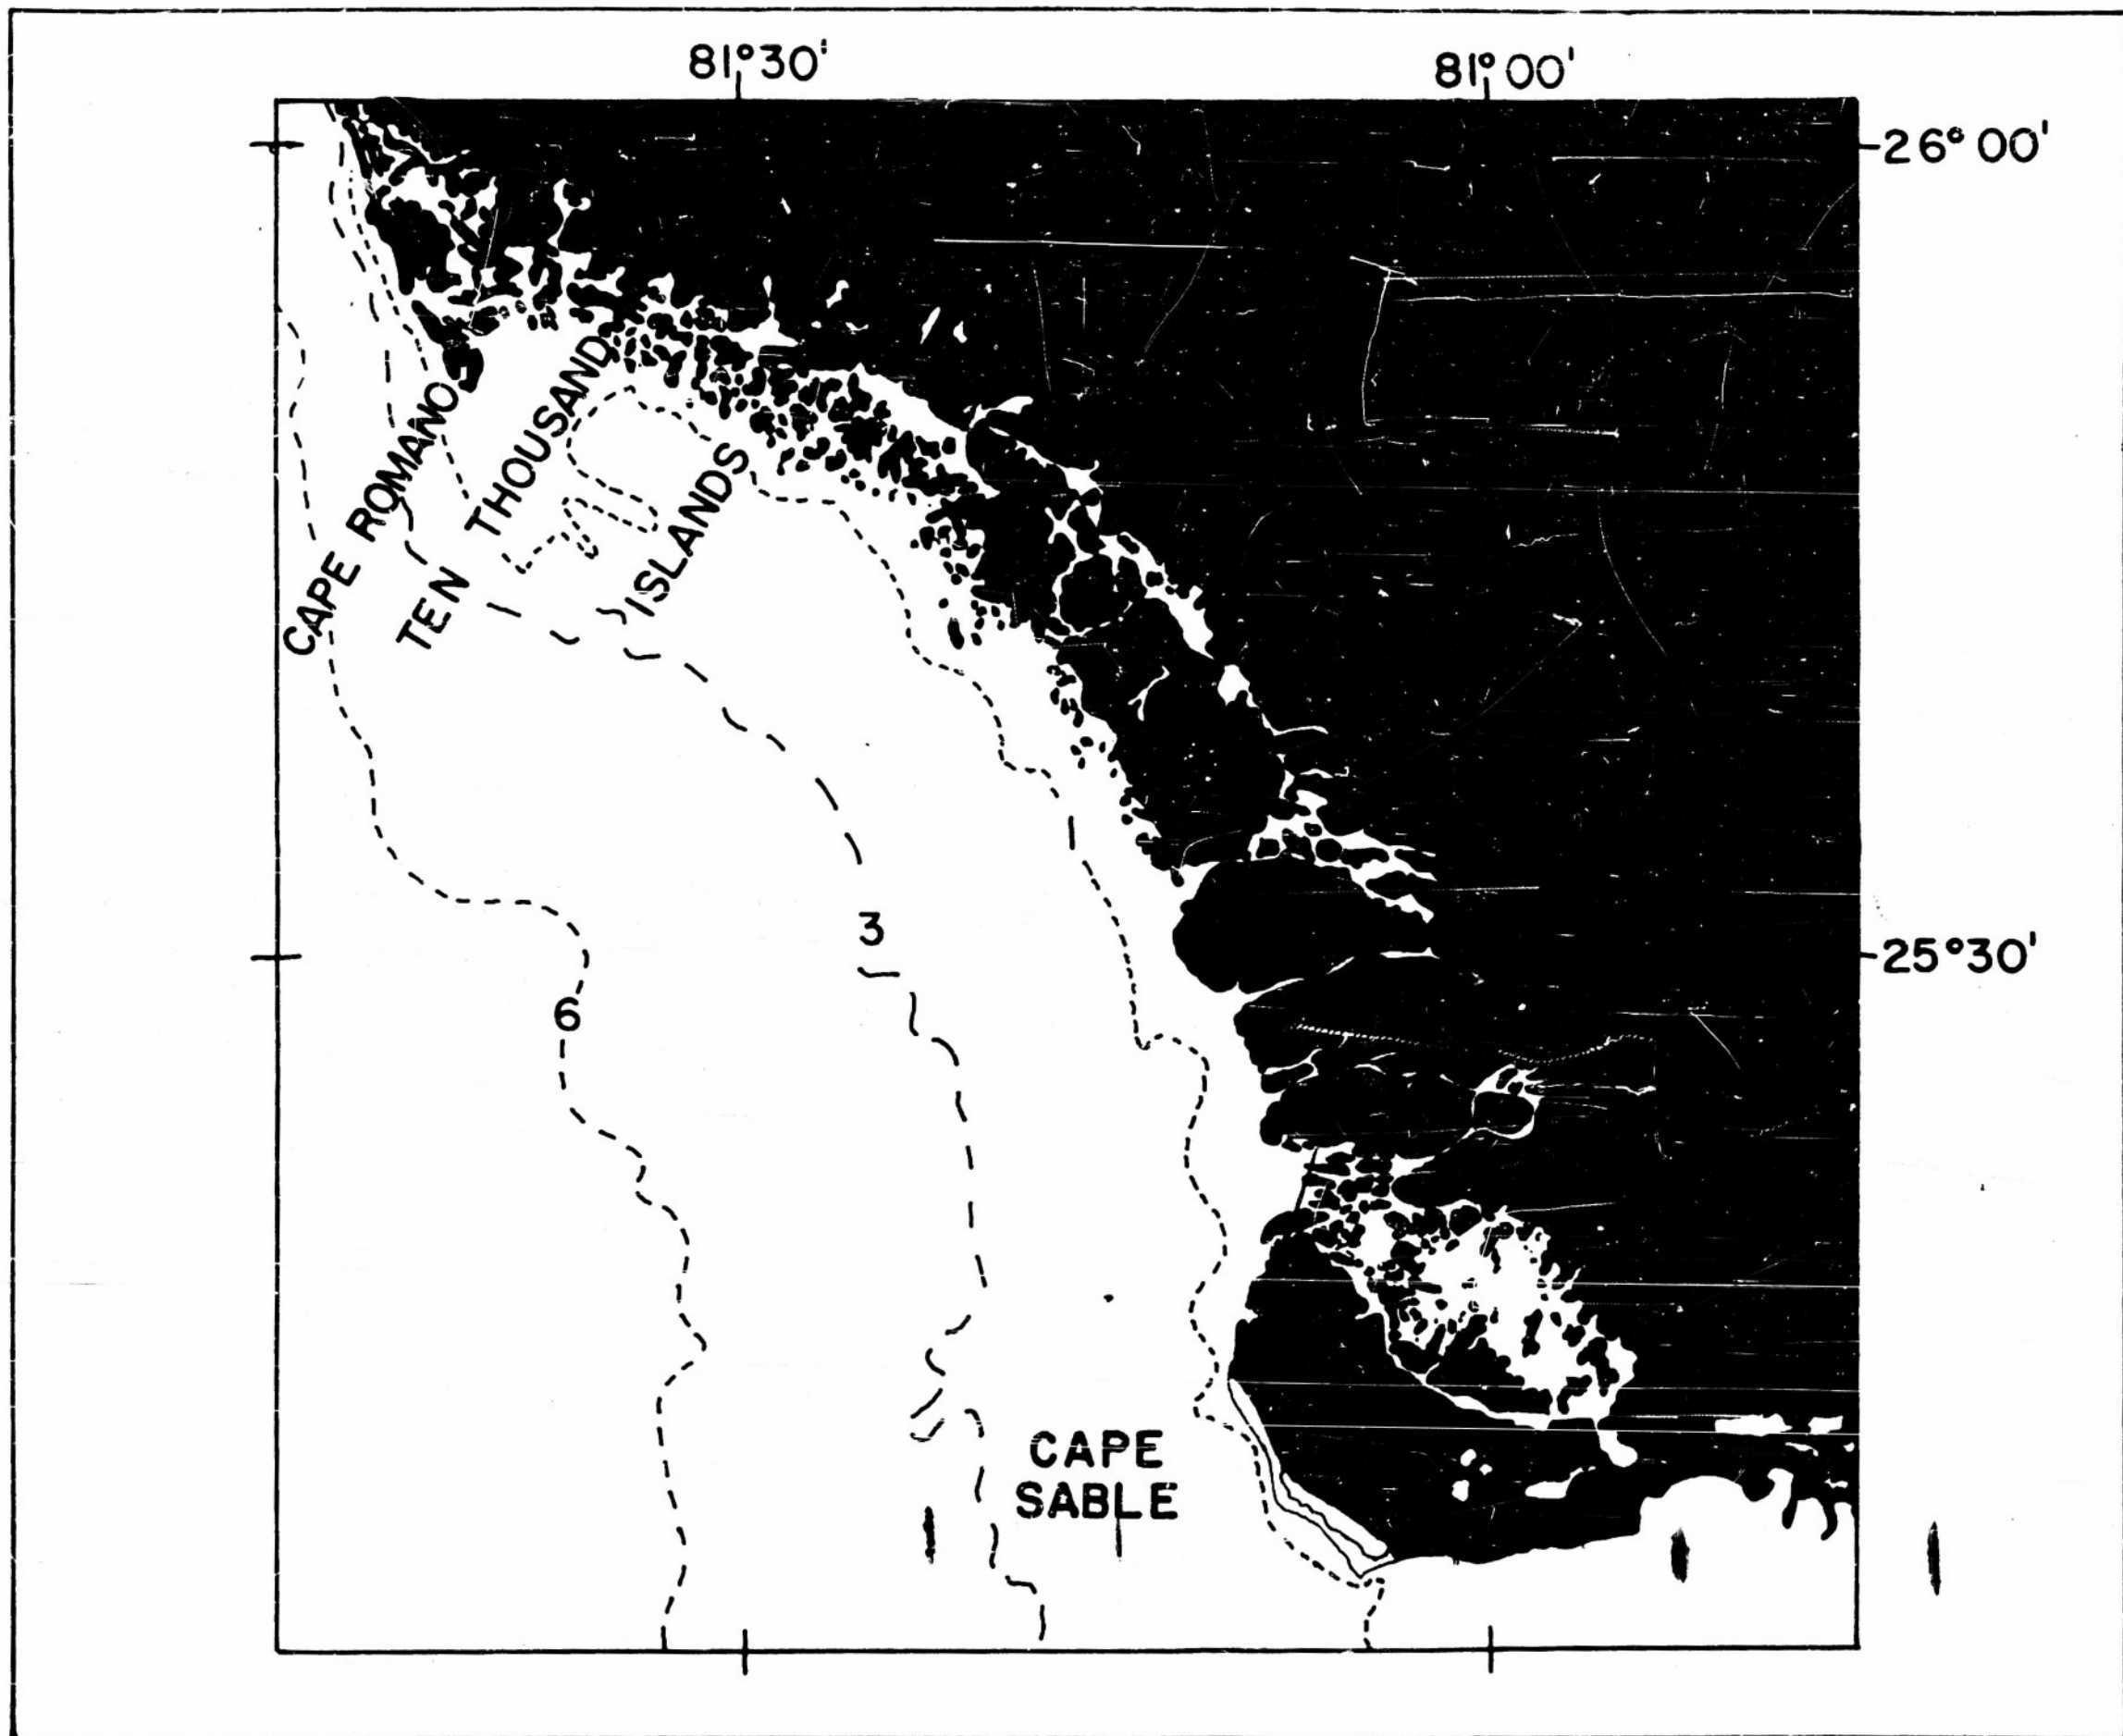 81°30'
81°00'
26°00'
CAPE ROMANO
TEN THOUSAND
ISLANDS
3
25°30'
6
CAPE
SABLE